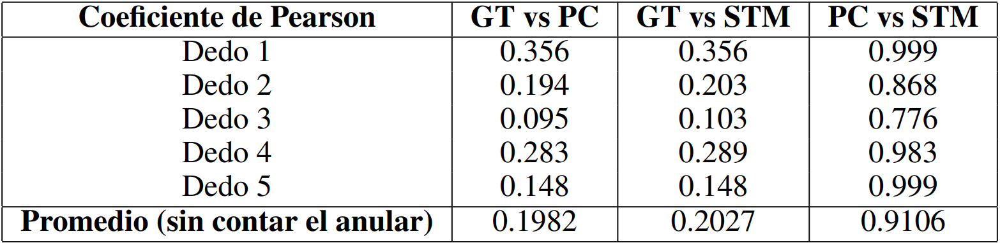 Coeficiente de Pearson GT vs PC GT vs STM PC vs STM
Dedo 1 0.356 0.356 0.999
Dedo 2 0.194 0.203 0.868
Dedo 3 0.095 0.103 0.776
Dedo 4 0.283 0.289 0.983
Dedo 5 0.148 0.148 0.999
Promedio (sin contar el anular) 0.1982 0.2027 0.9106